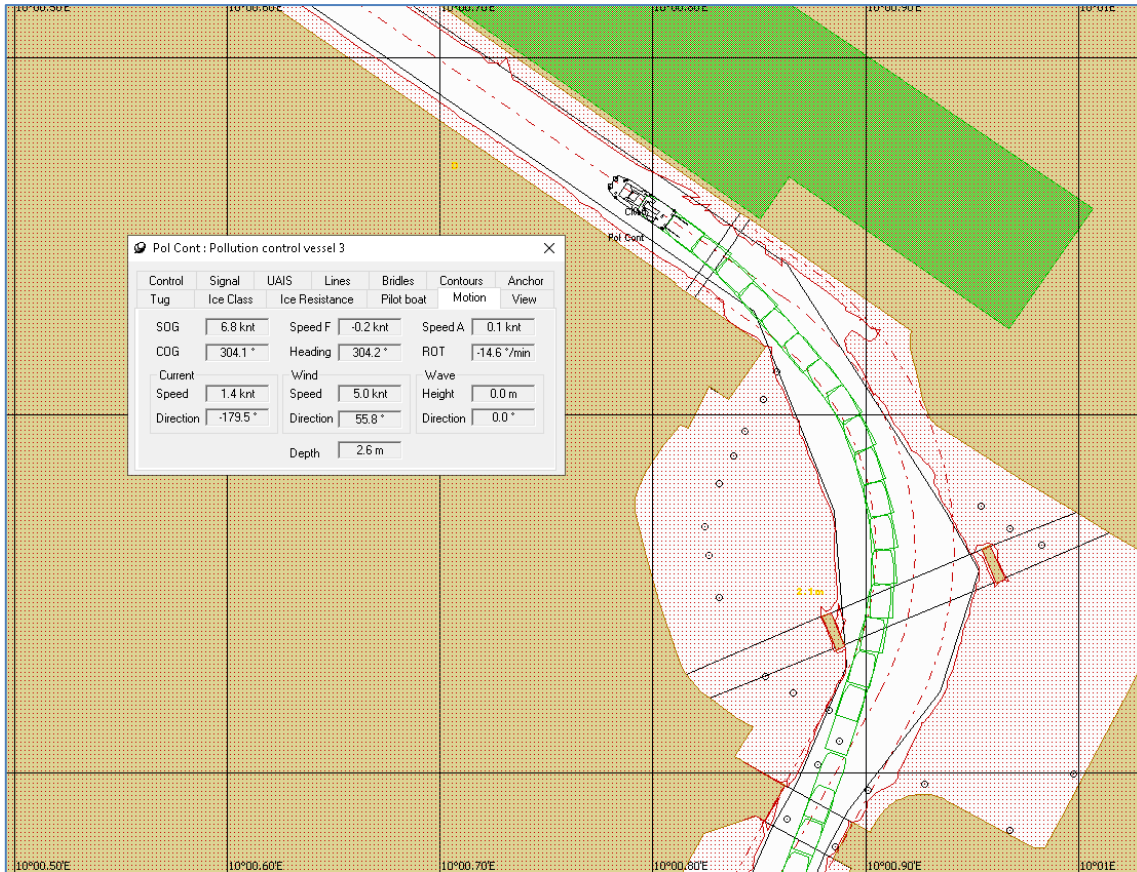 10°00.50'E 10°00.60'E 10°00.70'E 10°00.80'E 10°00.90'E 10°01'E
Pol Cont
Pol Cont : Pollution control vessel 3
Control Signal UAIS Lines Bridles Contours Anchor
Tug Ice Class Ice Resistance Pilot boat Motion View
SOG 6.8 knt Speed F -0.2 knt Speed A 0.1 knt
COG 304.1 ° Heading 304.2 ° ROT -14.6 °/min
Current Wind Wave
Speed 1.4 knt Speed 5.0 knt Height 0.0 m
Direction -179.5 ° Direction 55.8 ° Direction 0.0 °
Depth 2.6 m
2.1m
10°00.50'E 10°00.60'E 10°00.70'E 10°00.80'E 10°00.90'E 10°01'E